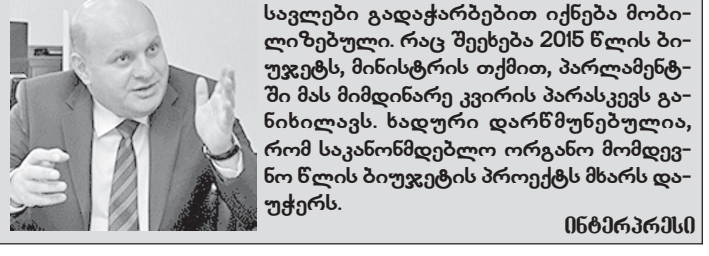 სავლები გადაჭარბებით იქნება მობი-
ლიზებული. რაც შეეხება 2015 წლის ბი-
უჯეტს, მინისტრის თქმით, პარლამენტ-
ში მას მიმდინარე კვირის პარასკევს გა-
ნიხილავს. ხადური დარწმუნებულია,
რომ საკანონმდებლო ორგანო მომდევ-
ნო წლის ბიუჯეტის პროექტს მხარს და-
უჭერს.
ინტერპრესი